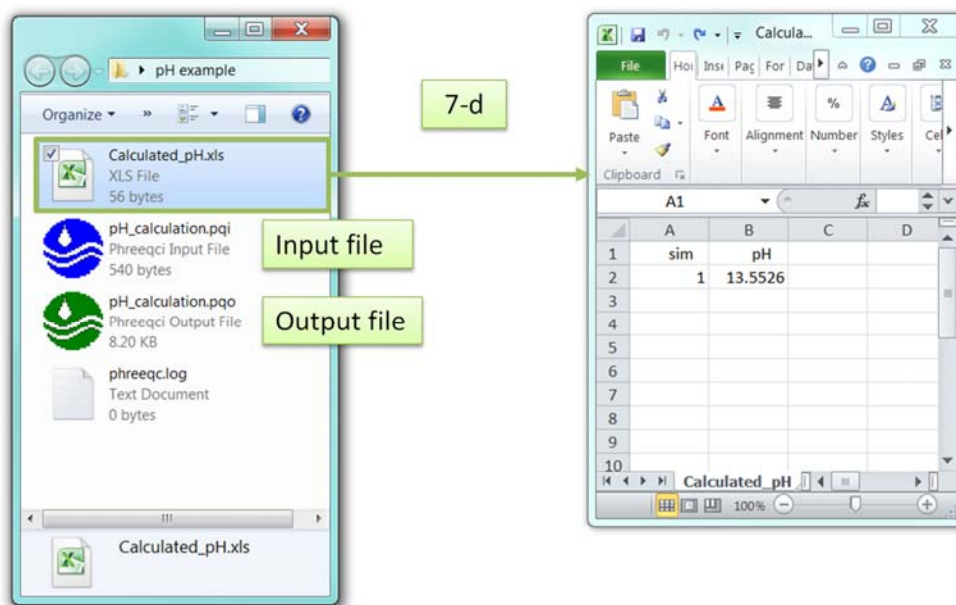 pH example
Organize
»
Calculated_pH.xls
XLS File
56 bytes
pH_calculation.pqi
Phreeqci Input File
540 bytes
pH_calculation.pqo
Phreeqci Output File
8.20 KB
phreeqc.log
Text Document
0 bytes
Calculated_pH.xls
7-d
Input file
Output file
Calcula...
File Hoı Inse Pag For Da
Paste Font Alignment Number Styles Cel
Clipboard
A1 fx
A B C D
1 sim pH
2 1 13.5526
3
4
5
6
7
8
9
10
Calculated_pH
100%